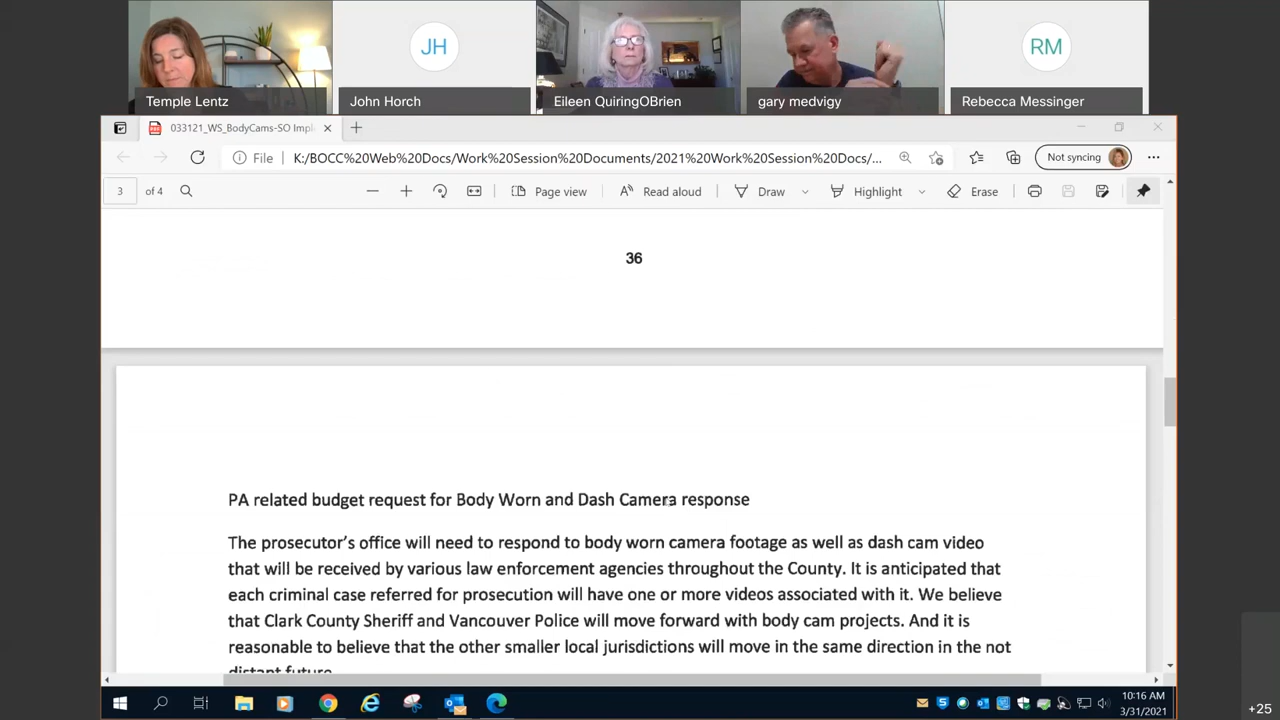 JH
RM
Temple Lentz
John Horch
Eileen QuiringOBrien
gary medvigy
Rebecca Messinger
033121_WS_BodyCams-SO Impl
Not syncing
File
K:/BOCC%20Web%20Docs/Work%20Session%20Documents/2021%20Work%20Session%20Docs/...
3 of 4
Page view
Read aloud
Draw
Highlight
Erase
36
PA related budget request for Body Worn and Dash Camera response
The prosecutor's office will need to respond to body worn camera footage as well as dash cam video
that will be received by various law enforcement agencies throughout the County. It is anticipated that
each criminal case referred for prosecution will have one or more videos associated with it. We believe
that Clark County Sheriff and Vancouver Police will move forward with body cam projects. And it is
reasonable to believe that the other smaller local jurisdictions will move in the same direction in the not
distant future
10:16 AM
3/31/2021
+25